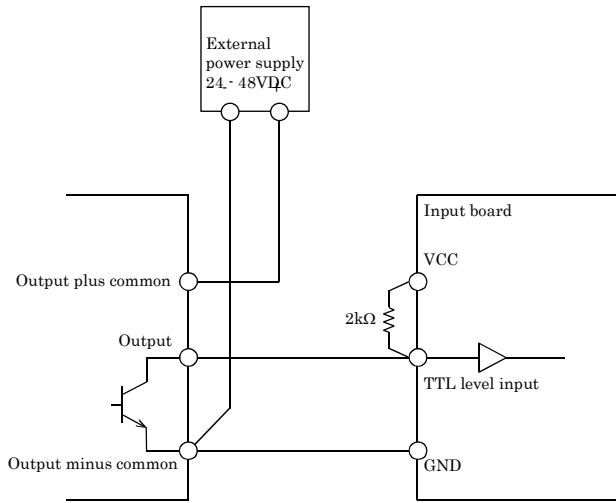 External
power supply
24 - 48VDC
- +
Input board
VCC
Output plus common
2kΩ
Output
TTL level input
Output minus common
GND